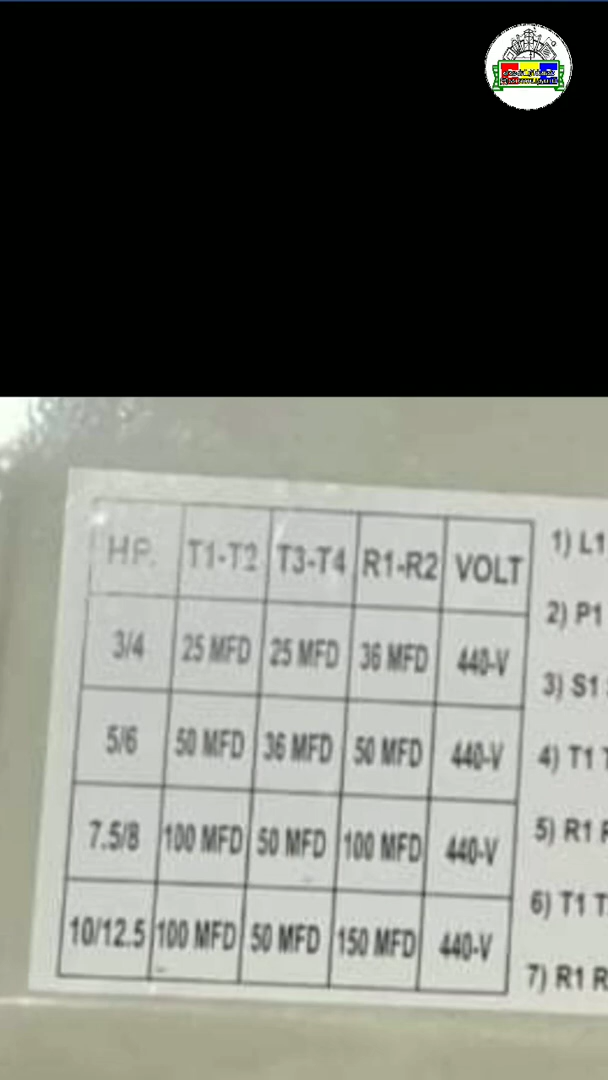 HP. T1-T2 T3-T4 R1-R2 VOLT
3/4 25 MFD 25 MFD 36 MFD 440-V
5/6 50 MFD 36 MFD 50 MFD 440-V
7.5/8 100 MFD 50 MFD 100 MFD 440-V
10/12.5 100 MFD 50 MFD 150 MFD 440-V
1) L1
2) P1
3) S1
4) T1 T
5) R1 R
6) T1 T
7) R1 R